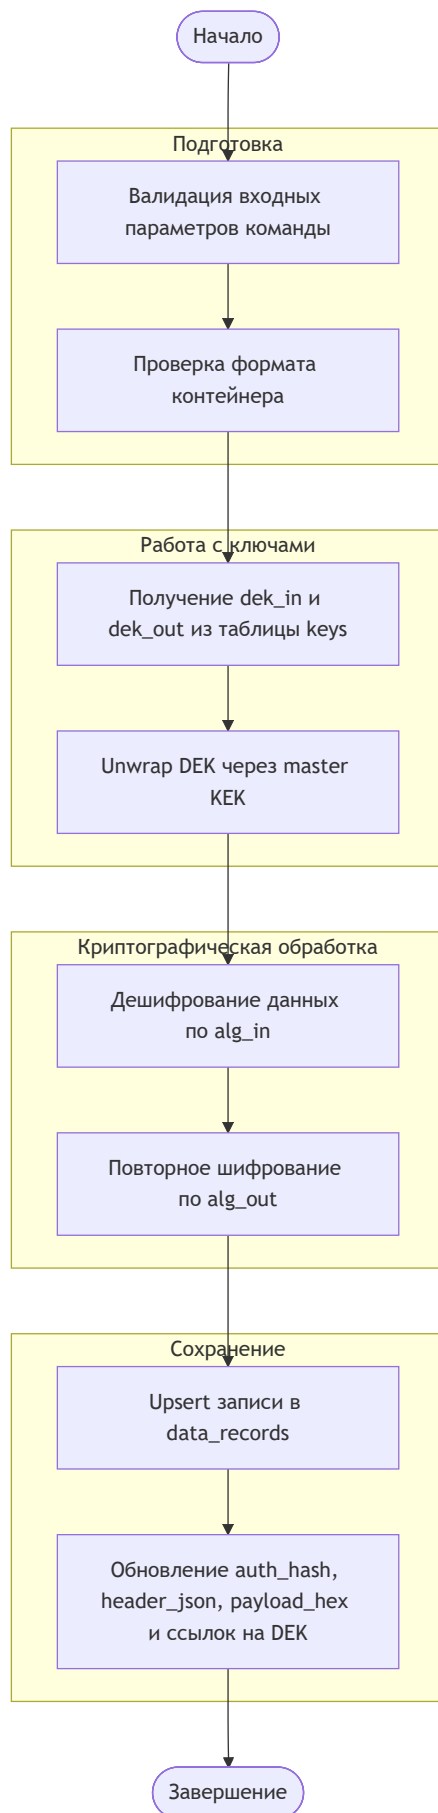 Начало
Подготовка
Валидация входных
параметров команды
Проверка формата
контейнера
Работа с ключами
Получение dek_in и
dek_out из таблицы keys
Unwrap DEK через master
KEK
Криптографическая обработка
Дешифрование данных
по alg_in
Повторное шифрование
по alg_out
Сохранение
Upsert записи в
data_records
Обновление auth_hash,
header_json, payload_hex
и ссылок на DEK
Завершение